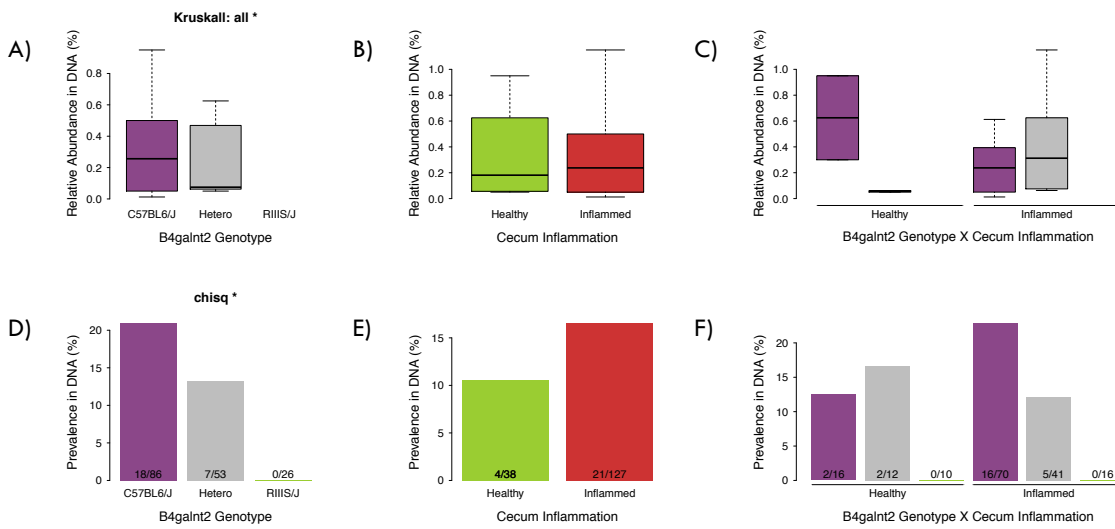 Kruskall: all *
A)
Relative Abundance in DNA (%)
0.8
0.6
0.4
0.2
0.0
C57BL6/J Hetero RIIIS/J
B4galnt2 Genotype
B)
Relative Abundance in DNA (%)
1.0
0.8
0.6
0.4
0.2
0.0
Healthy Inflammed
Cecum Inflammation
C)
Relative Abundance in DNA (%)
1.0
0.8
0.6
0.4
0.2
0.0
Healthy Inflammed
B4galnt2 Genotype X Cecum Inflammation
chisq *
D)
Prevalence in DNA (%)
20
15
10
5
0
18/86 7/53 0/26
C57BL6/J Hetero RIIIS/J
B4galnt2 Genotype
E)
Prevalence in DNA (%)
15
10
5
0
4/38 21/127
Healthy Inflammed
Cecum Inflammation
F)
Prevalence in DNA (%)
20
15
10
5
0
2/16 2/12 0/10 16/70 5/41 0/16
Healthy Inflammed
B4galnt2 Genotype X Cecum Inflammation